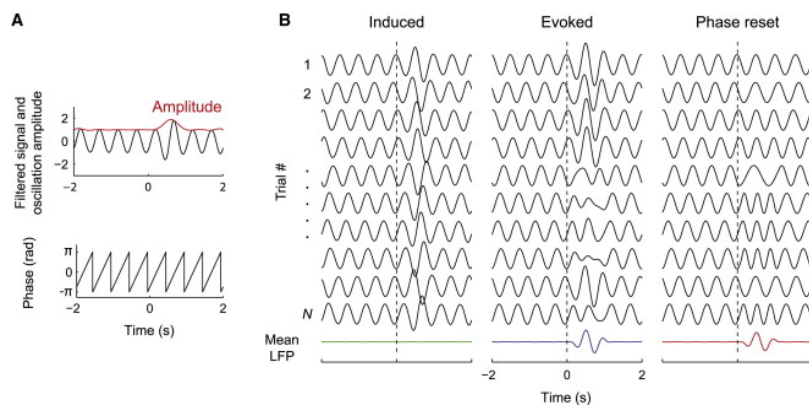 A
Filtered signal and
oscillation amplitude
Amplitude
2
0
−2
−2
0
2
Phase (rad)
π
0
-π
−2
0
2
Time (s)
B
Induced
Evoked
Phase reset
Trial #
1
2
N
Mean
LFP
−2
0
2
Time (s)